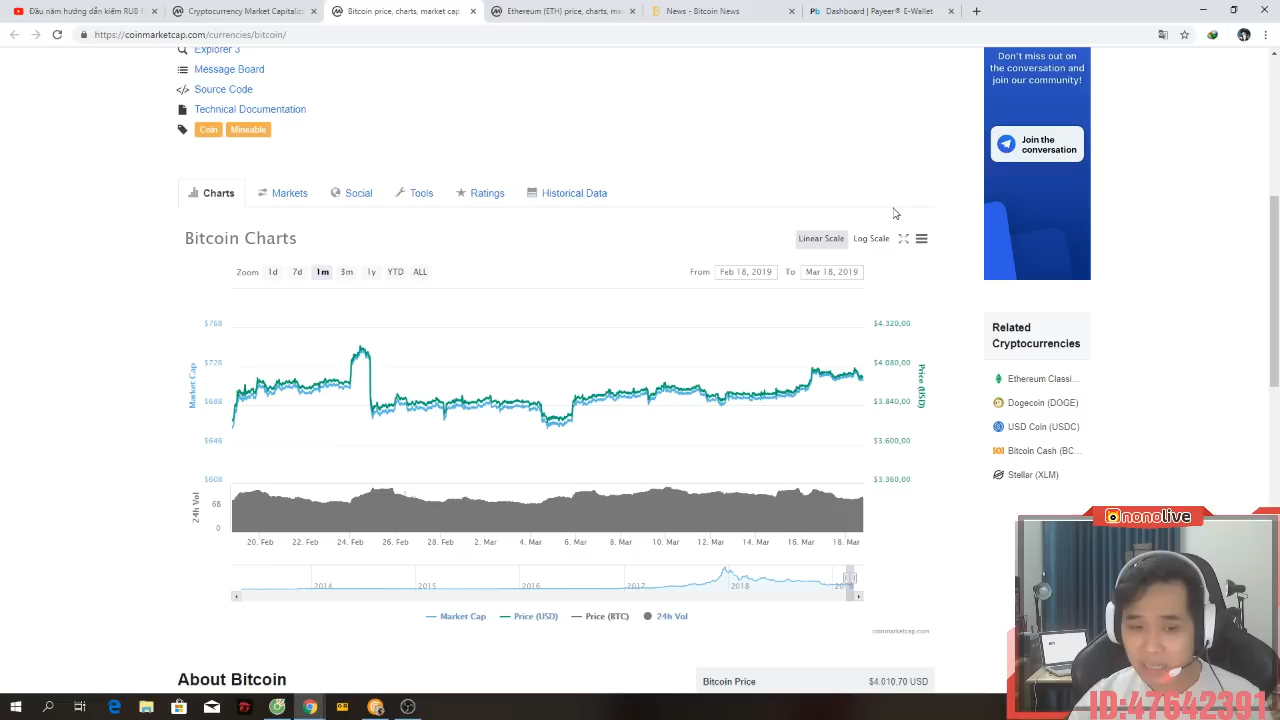 Đầu năm hướng dẫn kiếm RUB
Cryptocurrency Market Capitaliz
Bitcoin price, charts, market cap
Ethereum (ETH) price, charts, ma
News - Bitcoin News
Dashboard | Payeer® E-Wallet
https://coinmarketcap.com/currencies/bitcoin/
Explorer 3
Message Board
Source Code
Technical Documentation
Coin Mineable
Don't miss out on
the conversation and
join our community!
Join the
conversation
Charts Markets Social Tools Ratings Historical Data
Bitcoin Charts
Linear Scale Log Scale
Zoom 1d 7d 1m 3m 1y YTD ALL
From Feb 18, 2019 To Mar 18, 2019
$76B
$72B
$68B
$64B
$60B
Market Cap
$4.320,00
$4.080,00
$3.840,00
$3.600,00
$3.360,00
Price (USD)
24h Vol
6B
0
20. Feb 22. Feb 24. Feb 26. Feb 28. Feb 2. Mar 4. Mar 6. Mar 8. Mar 10. Mar 12. Mar 14. Mar 16. Mar 18. Mar
2014 2015 2016 2017 2018
Market Cap Price (USD) Price (BTC) 24h Vol
coinmarketcap.com
Related
Cryptocurrencies
Ethereum Classi...
Dogecoin (DOGE)
USD Coin (USDC)
Bitcoin Cash (BC...
Stellar (XLM)
About Bitcoin
Bitcoin Price $4.010.70 USD
nonolive
ID:47642391